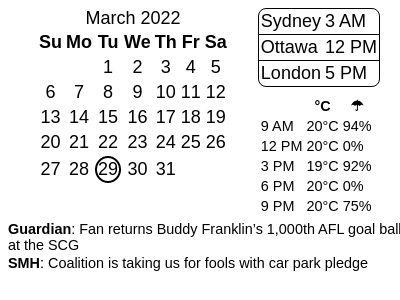 March 2022
Su Mo Tu We Th Fr Sa
1 2 3 4 5
6 7 8 9 10 11 12
13 14 15 16 17 18 19
20 21 22 23 24 25 26
27 28 29 30 31
Sydney 3 AM
Ottawa 12 PM
London 5 PM
°C ☂
9 AM 20°C 94%
12 PM 20°C 0%
3 PM 19°C 92%
6 PM 20°C 0%
9 PM 20°C 75%
Guardian: Fan returns Buddy Franklin's 1,000th AFL goal ball
at the SCG
SMH: Coalition is taking us for fools with car park pledge